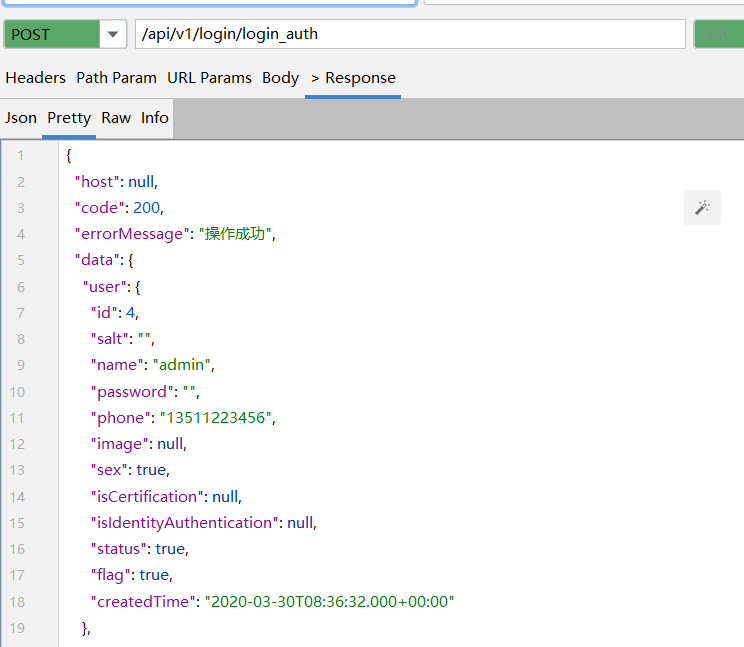 POST /api/v1/login/login_auth 200
Headers Path Param URL Params Body > Response
Json Pretty Raw Info
1 {
2 "host": null,
3 "code": 200,
4 "errorMessage": "操作成功",
5 "data": {
6 "user": {
7 "id": 4,
8 "salt": "",
9 "name": "admin",
10 "password": "",
11 "phone": "13511223456",
12 "image": null,
13 "sex": true,
14 "isCertification": null,
15 "isIdentityAuthentication": null,
16 "status": true,
17 "flag": true,
18 "createdTime": "2020-03-30T08:36:32.000+00:00"
19 },